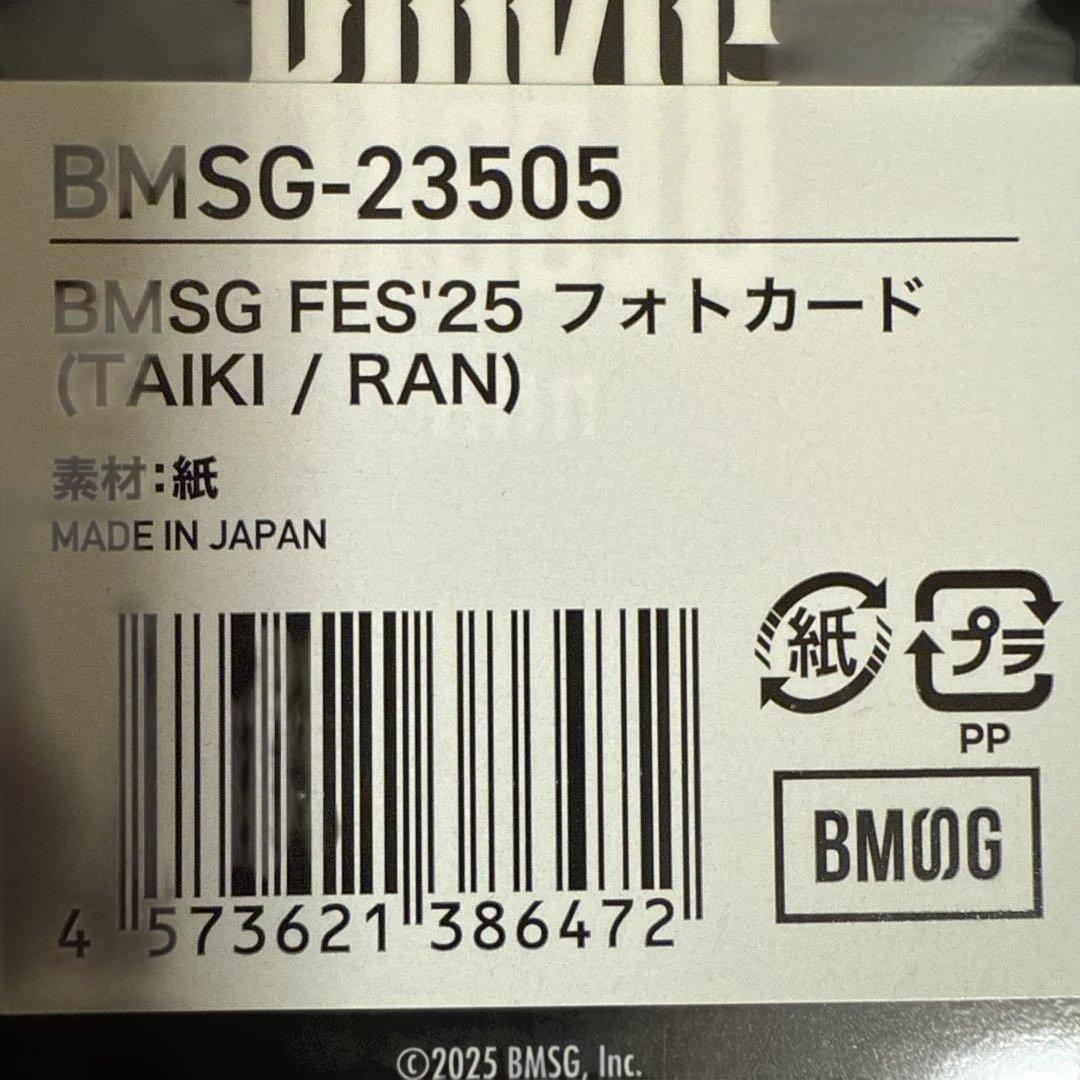 BMSG-23505
BMSG FES'25 フォトカード
(TAIKI / RAN)
素材：紙
MADE IN JAPAN
紙
プラ
PP
BMSG
4 573621 386472
©2025 BMSG, Inc.